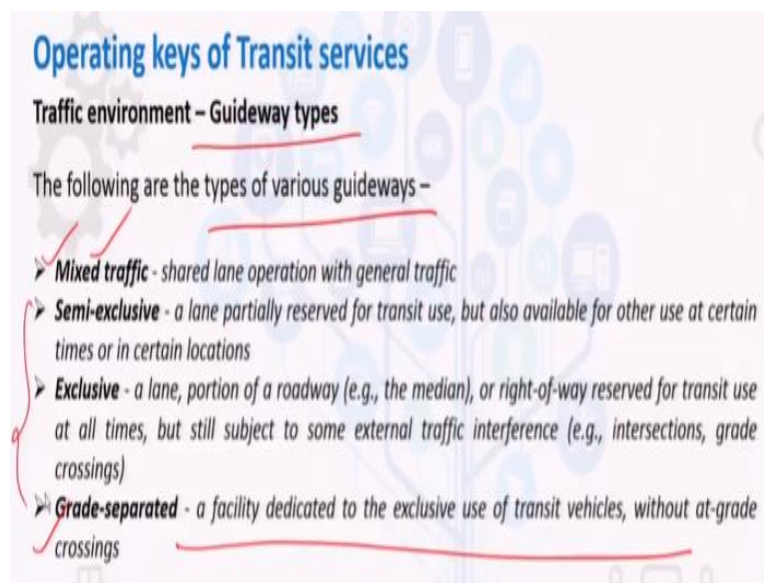 Operating keys of Transit services
Traffic environment – Guideway types
The following are the types of various guideways –
➢ Mixed traffic - shared lane operation with general traffic
➢ Semi-exclusive - a lane partially reserved for transit use, but also available for other use at certain
times or in certain locations
➢ Exclusive - a lane, portion of a roadway (e.g., the median), or right-of-way reserved for transit use
at all times, but still subject to some external traffic interference (e.g., intersections, grade
crossings)
➢ Grade-separated - a facility dedicated to the exclusive use of transit vehicles, without at-grade
crossings